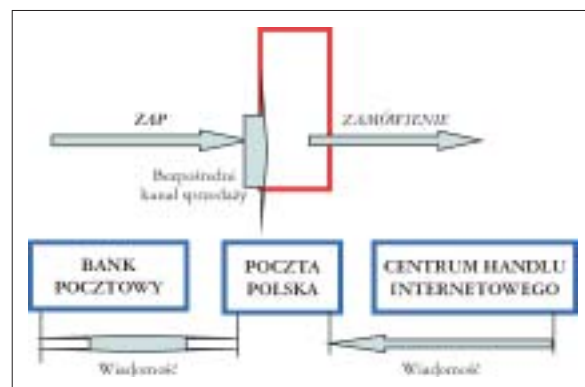 ZAP
ZAMÓWIENIE
Bezpośredni
kanał sprzedaży
BANK
POCZTOWY
POCZTA
POLSKA
CENTRUM HANDLU
INTERNETOWEGO
Wiadomość
Wiadomość